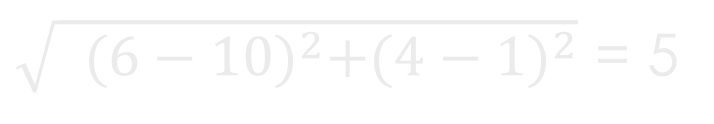 √(6 − 10)²+(4 − 1)² = 5